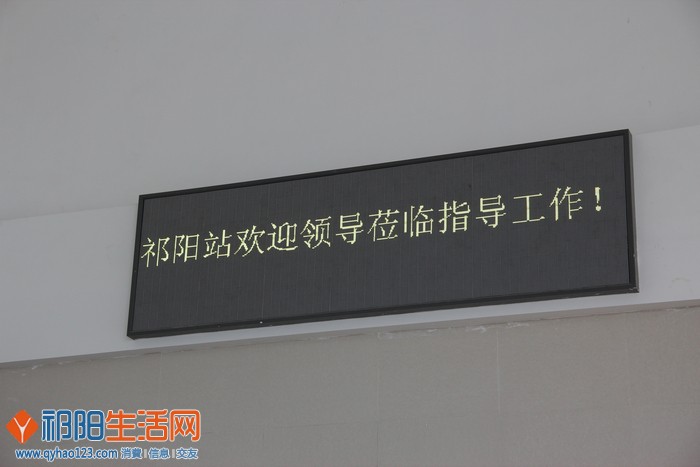 祁阳站欢迎领导莅临指导工作!
祁阳生活网
www.qyhao123.com 消費 | 信息 | 交友